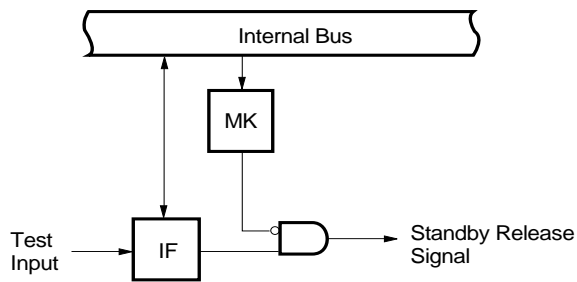 Internal Bus
MK
Test
Input
IF
Standby Release
Signal